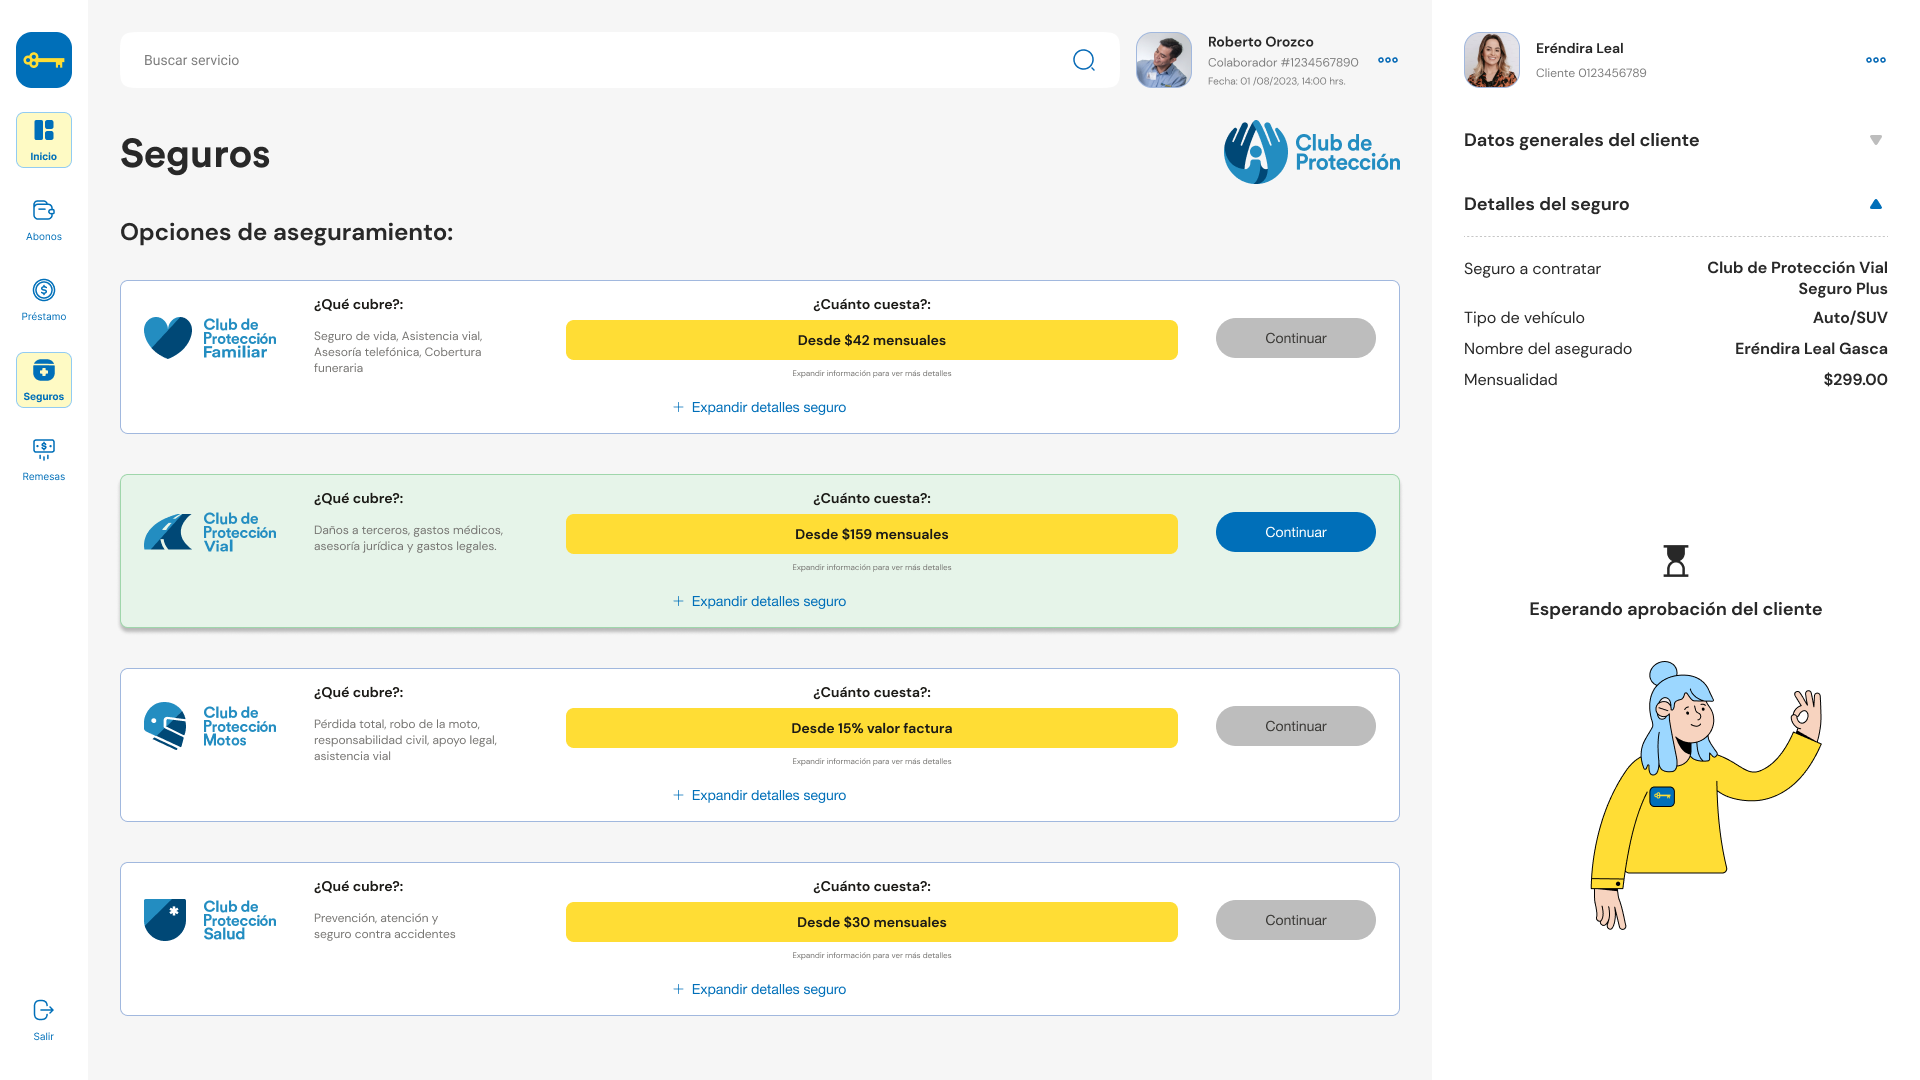 Inicio
Abonos
Préstamo
Seguros
Remesas
Salir
Buscar servicio
Roberto Orozco
Colaborador #1234567890
Fecha: 01 /08/2023, 14:00 hrs.
Seguros
Club de
Protección
Opciones de aseguramiento:
Club de
Protección
Familiar
¿Qué cubre?:
Seguro de vida, Asistencia vial,
Asesoría telefónica, Cobertura
funeraria
¿Cuánto cuesta?:
Desde $42 mensuales
Expandir información para ver más detalles
Continuar
+ Expandir detalles seguro
Club de
Protección
Vial
¿Qué cubre?:
Daños a terceros, gastos médicos,
asesoría jurídica y gastos legales.
¿Cuánto cuesta?:
Desde $159 mensuales
Expandir información para ver más detalles
Continuar
+ Expandir detalles seguro
Club de
Protección
Motos
¿Qué cubre?:
Pérdida total, robo de la moto,
responsabilidad civil, apoyo legal,
asistencia vial
¿Cuánto cuesta?:
Desde 15% valor factura
Expandir información para ver más detalles
Continuar
+ Expandir detalles seguro
Club de
Protección
Salud
¿Qué cubre?:
Prevención, atención y
seguro contra accidentes
¿Cuánto cuesta?:
Desde $30 mensuales
Expandir información para ver más detalles
Continuar
+ Expandir detalles seguro
Eréndira Leal
Cliente 0123456789
Datos generales del cliente
Detalles del seguro
Seguro a contratar Club de Protección Vial
Seguro Plus
Tipo de vehículo Auto/SUV
Nombre del asegurado Eréndira Leal Gasca
Mensualidad $299.00
Esperando aprobación del cliente